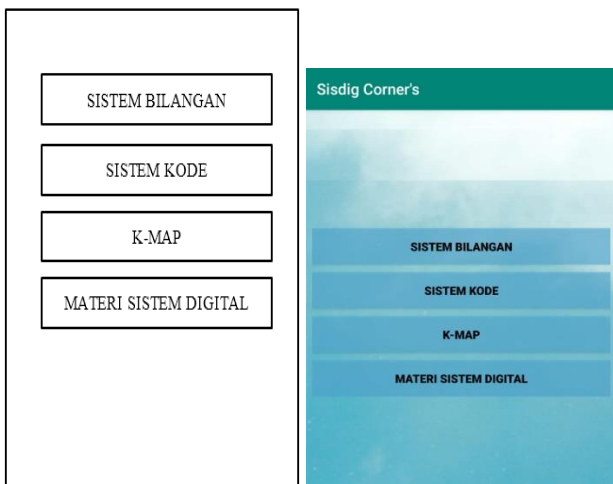 SISTEM BILANGAN
SISTEM KODE
K-MAP
MATERI SISTEM DIGITAL
Sisdig Corner's
SISTEM BILANGAN
SISTEM KODE
K-MAP
MATERI SISTEM DIGITAL